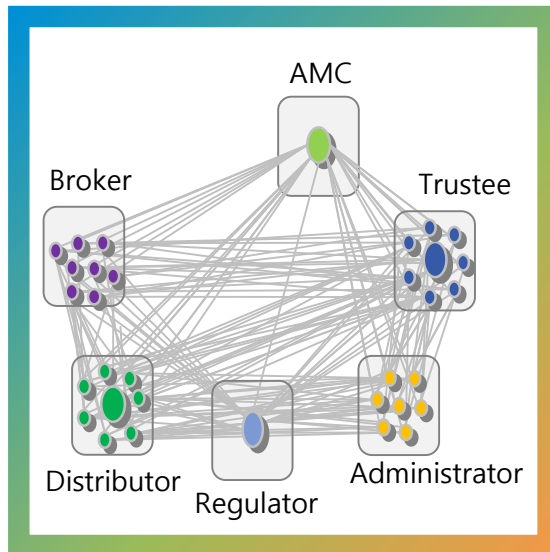 AMC
Broker
Trustee
Distributor
Regulator
Administrator